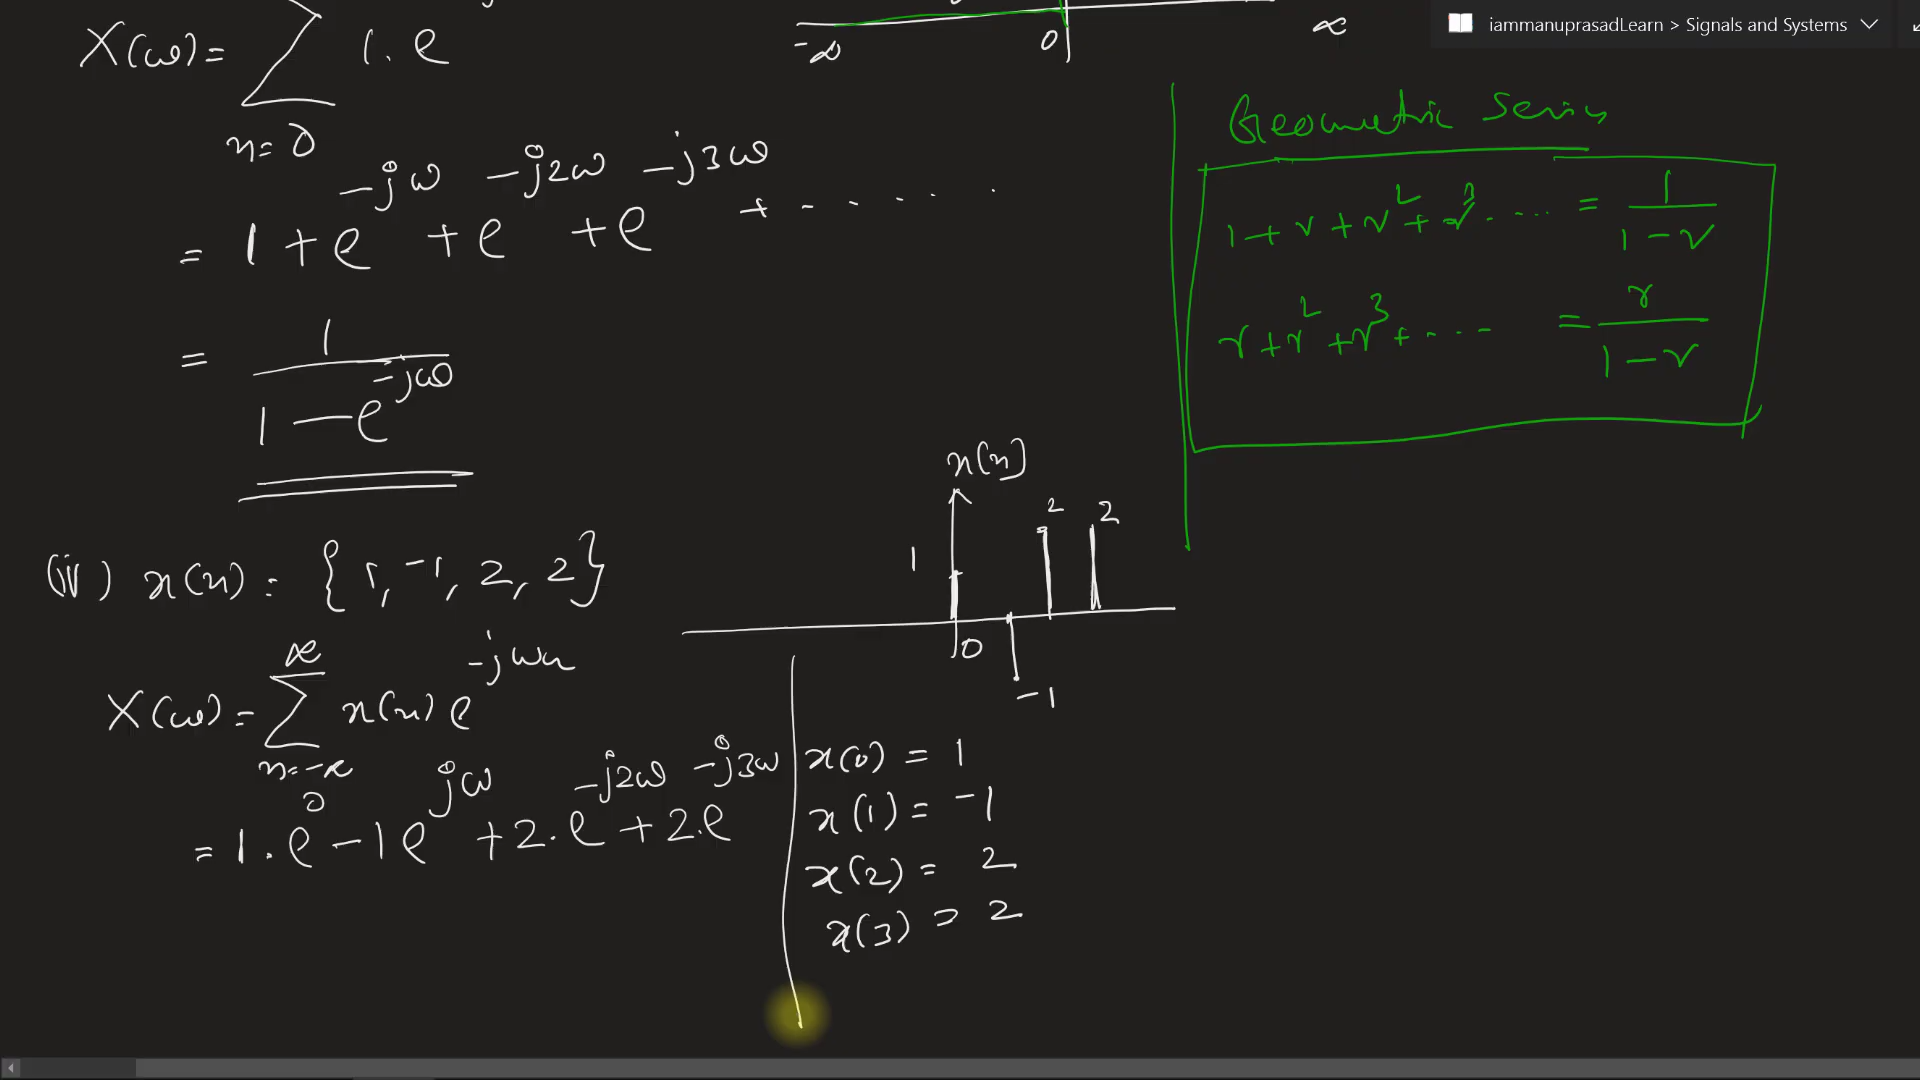 iammanuprasadLearn > Signals and Systems
X(ω) = ∑ 1. e
n=0
-∞ 0 ∞
= 1 + e^-jω + e^-j2ω + e^-j3ω + - - - - -
= 1 / (1 - e^-jω)
Geometric Series
1 + r + r^2 + r^3 ---- = 1 / (1 - r)
r + r^2 + r^3 + ---- = r / (1 - r)
(iv) x(n) = {1, -1, 2, 2}
x(n)
1 2 2
0
-1
X(ω) = ∑ x(n) e^-jωn
n=-∞
= 1. e^0 - 1 e^jω + 2. e^-j2ω + 2. e^-j3ω
x(0) = 1
x(1) = -1
x(2) = 2
x(3) = 2